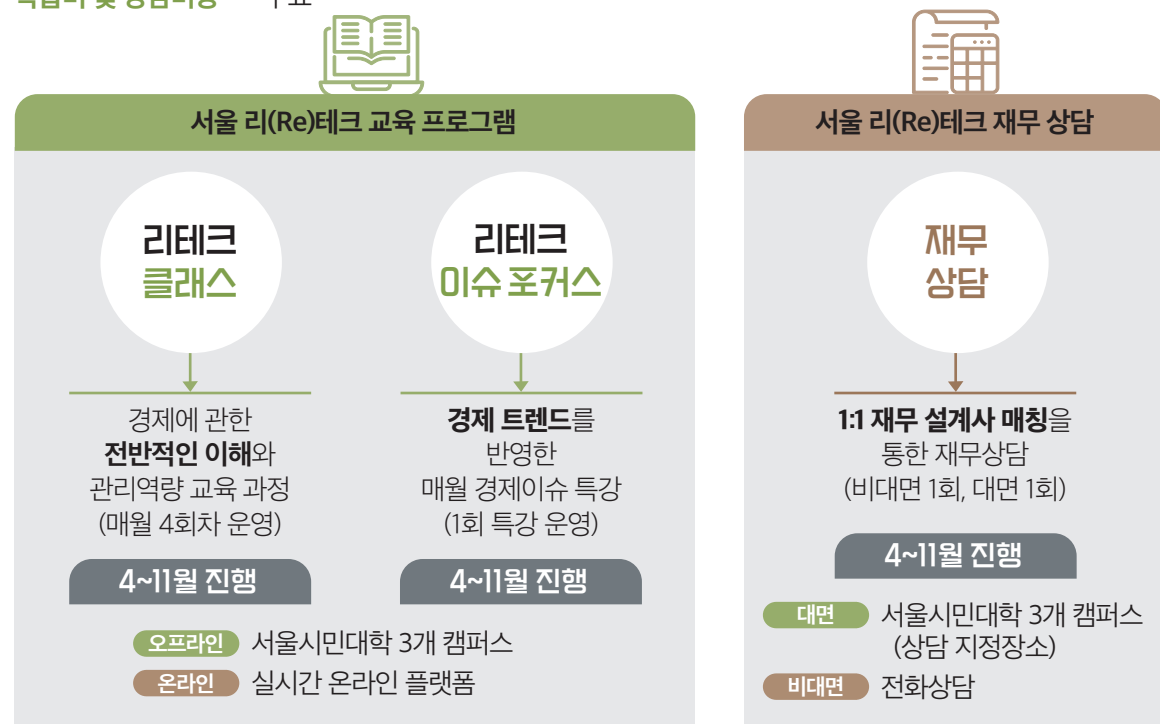 서울 리(Re)테크 교육 프로그램
리테크
클래스
경제에 관한
전반적인 이해와
관리역량 교육 과정
(매월 4회차 운영)
4~11월 진행
리테크
이슈 포커스
경제 트렌드를
반영한
매월 경제이슈 특강
(1회 특강 운영)
4~11월 진행
오프라인 서울시민대학 3개 캠퍼스
온라인 실시간 온라인 플랫폼
서울 리(Re)테크 재무 상담
재무
상담
1:1 재무 설계사 매칭을
통한 재무상담
(비대면 1회, 대면 1회)
4~11월 진행
대면 서울시민대학 3개 캠퍼스
(상담 지정장소)
비대면 전화상담